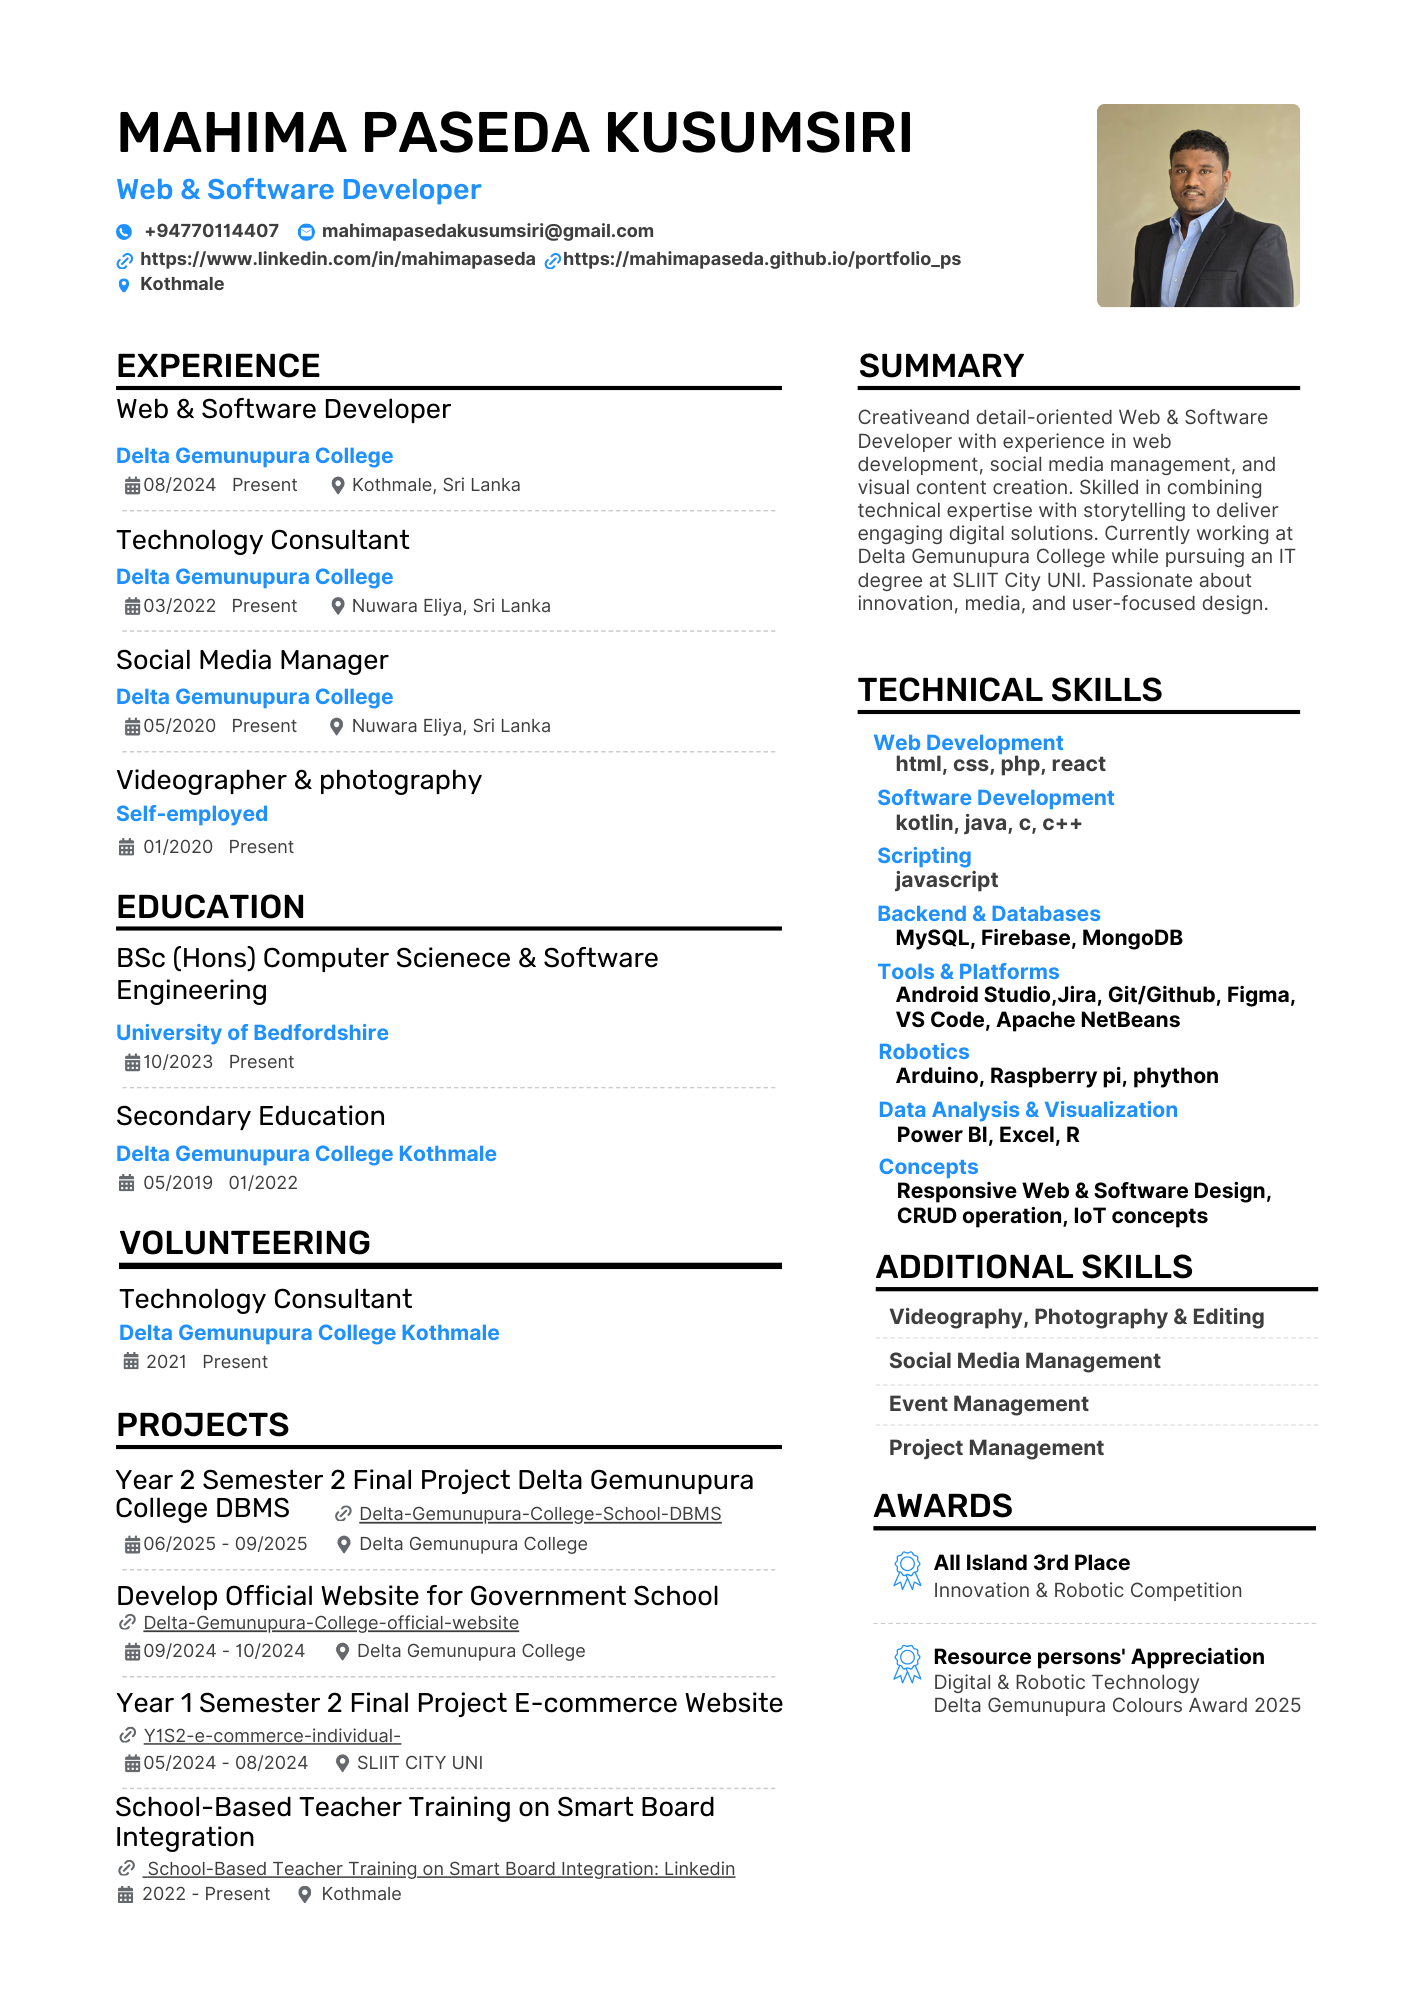 MAHIMA PASEDA KUSUMSIRI
Web & Software Developer
+94770114407 mahimapasedakusumsiri@gmail.com
https://www.linkedin.com/in/mahimapaseda https://mahimapaseda.github.io/portfolio_ps
Kothmale
EXPERIENCE
Web & Software Developer
Delta Gemunupura College
08/2024 Present Kothmale, Sri Lanka
Technology Consultant
Delta Gemunupura College
03/2022 Present Nuwara Eliya, Sri Lanka
Social Media Manager
Delta Gemunupura College
05/2020 Present Nuwara Eliya, Sri Lanka
Videographer & photography
Self-employed
01/2020 Present
EDUCATION
BSc (Hons) Computer Scienece & Software
Engineering
University of Bedfordshire
10/2023 Present
Secondary Education
Delta Gemunupura College Kothmale
05/2019 01/2022
VOLUNTEERING
Technology Consultant
Delta Gemunupura College Kothmale
2021 Present
PROJECTS
Year 2 Semester 2 Final Project Delta Gemunupura
College DBMS Delta-Gemunupura-College-School-DBMS
06/2025 - 09/2025 Delta Gemunupura College
Develop Official Website for Government School
Delta-Gemunupura-College-official-website
09/2024 - 10/2024 Delta Gemunupura College
Year 1 Semester 2 Final Project E-commerce Website
Y1S2-e-commerce-individual-
05/2024 - 08/2024 SLIIT CITY UNI
School-Based Teacher Training on Smart Board
Integration
School-Based Teacher Training on Smart Board Integration: Linkedin
2022 - Present Kothmale
SUMMARY
Creativeand detail-oriented Web & Software
Developer with experience in web
development, social media management, and
visual content creation. Skilled in combining
technical expertise with storytelling to deliver
engaging digital solutions. Currently working at
Delta Gemunupura College while pursuing an IT
degree at SLIIT City UNI. Passionate about
innovation, media, and user-focused design.
TECHNICAL SKILLS
Web Development
html, css, php, react
Software Development
kotlin, java, c, c++
Scripting
javascript
Backend & Databases
MySQL, Firebase, MongoDB
Tools & Platforms
Android Studio,Jira, Git/Github, Figma,
VS Code, Apache NetBeans
Robotics
Arduino, Raspberry pi, phython
Data Analysis & Visualization
Power BI, Excel, R
Concepts
Responsive Web & Software Design,
CRUD operation, IoT concepts
ADDITIONAL SKILLS
Videography, Photography & Editing
Social Media Management
Event Management
Project Management
AWARDS
All Island 3rd Place
Innovation & Robotic Competition
Resource persons' Appreciation
Digital & Robotic Technology
Delta Gemunupura Colours Award 2025